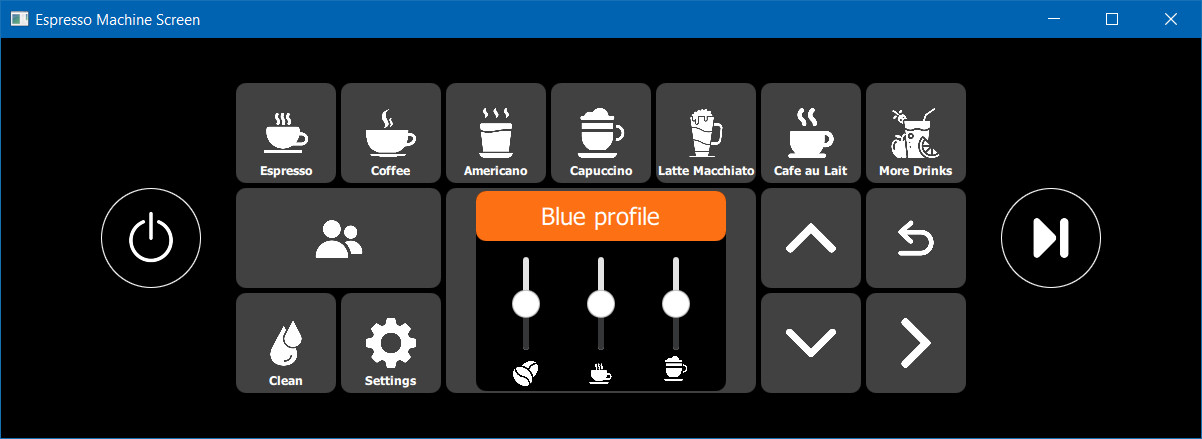 Espresso Machine Screen
Espresso
Coffee
Americano
Capuccino
Latte Macchiato
Cafe au Lait
More Drinks
Blue profile
Clean
Settings